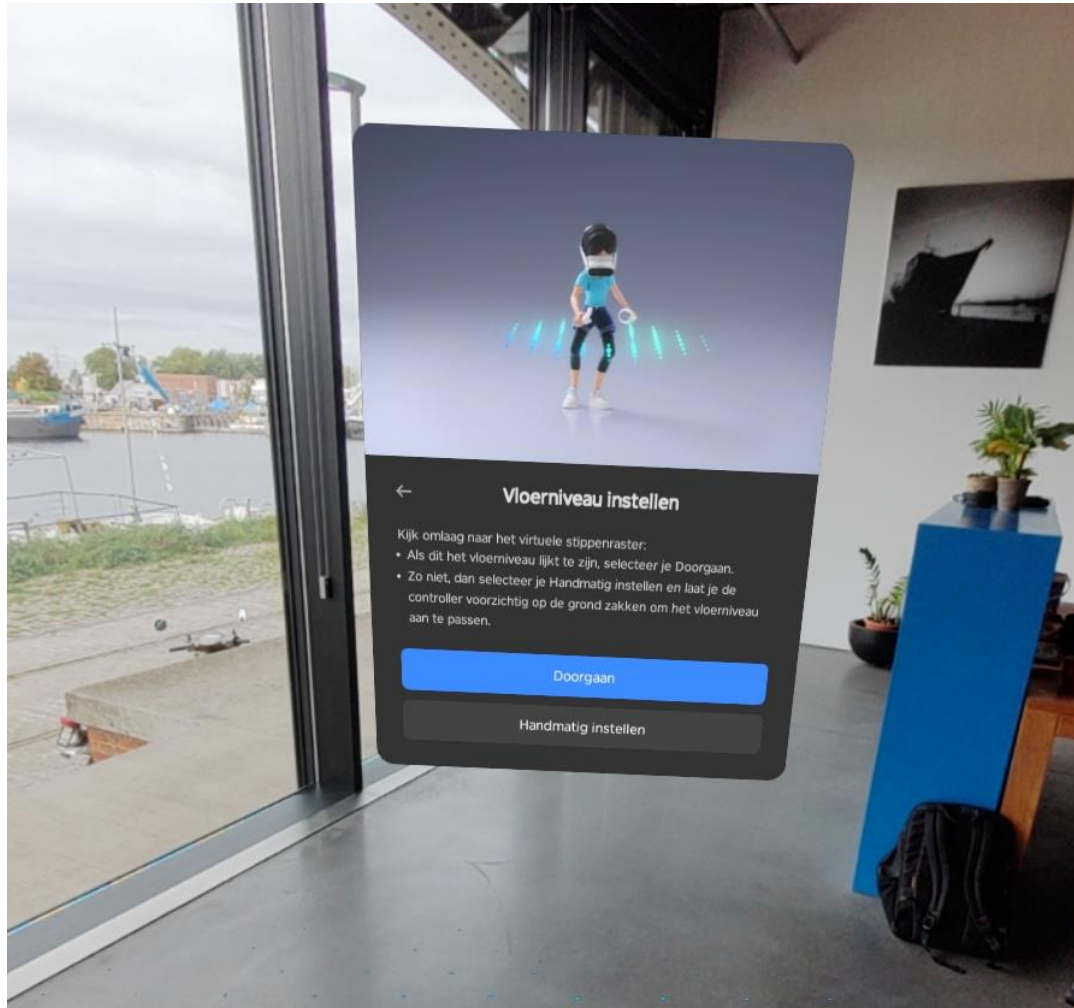 Vloerniveau instellen
Kijk omlaag naar het virtuele stippenraster:
• Als dit het vloerniveau lijkt te zijn, selecteer je Doorgaan.
• Zo niet, dan selecteer je Handmatig instellen en laat je de
controller voorzichtig op de grond zakken om het vloerniveau
aan te passen.
Doorgaan
Handmatig instellen